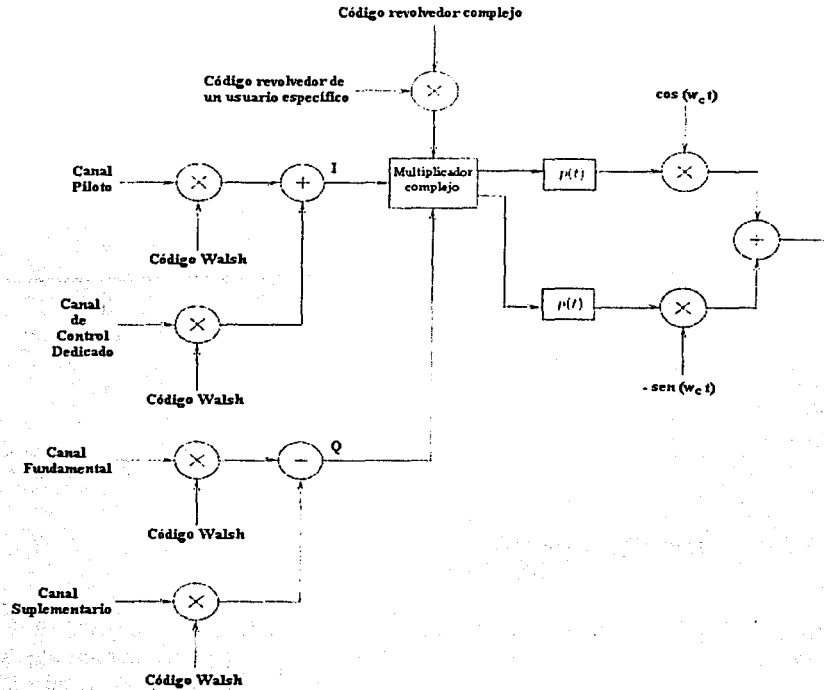 Código revolvedor complejo
Código revolvedor de
un usuario específico
×
cos (w_c t)
Canal
Piloto
×
+
I
Multiplicador
complejo
p(t)
×
Código Walsh
+
Canal
de
Control
Dedicado
×
p(t)
×
Código Walsh
- sen (w_c t)
Canal
Fundamental
×
-
Q
Código Walsh
Canal
Suplementario
×
Código Walsh